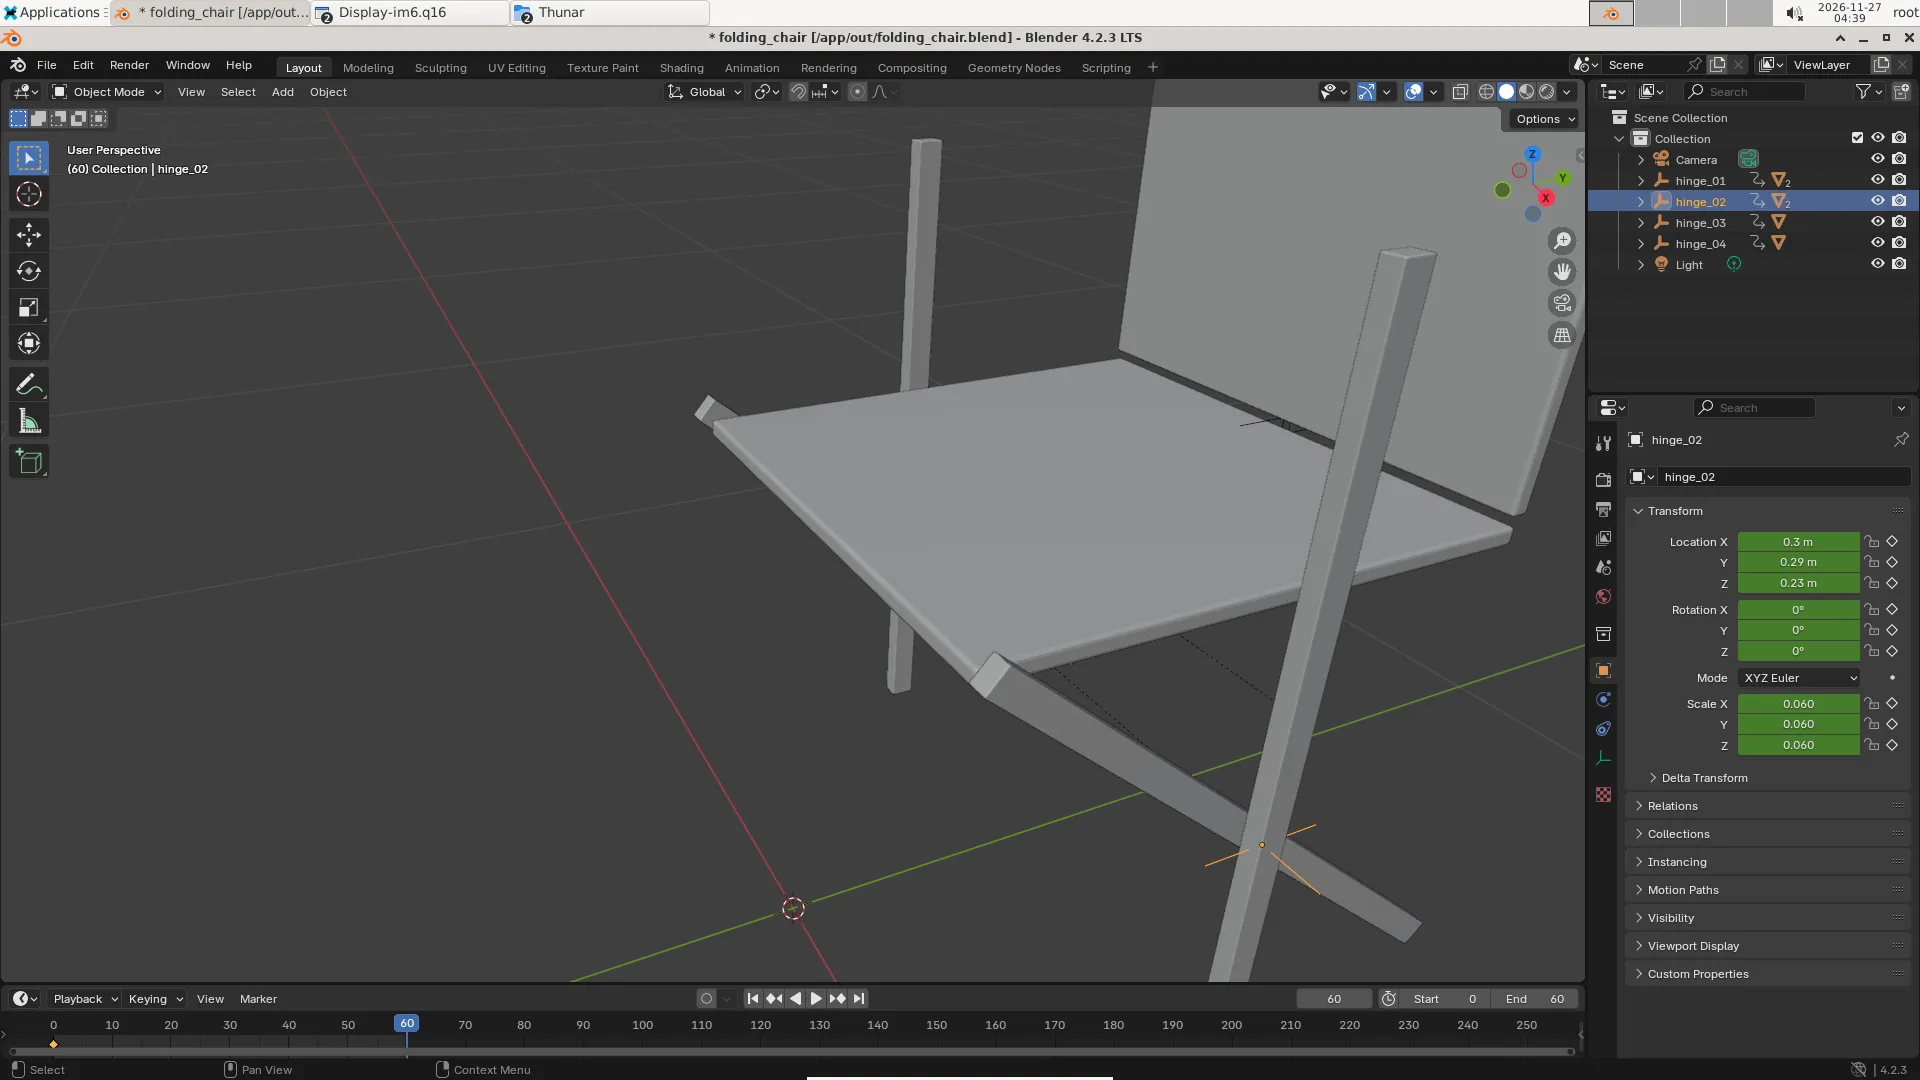 Applications
* folding_chair [/app/out...
Display-im6.q16
Thunar
2026-11-27
04:39
root
* folding_chair [/app/out/folding_chair.blend] - Blender 4.2.3 LTS
File Edit Render Window Help
Layout Modeling Sculpting UV Editing Texture Paint Shading Animation Rendering Compositing Geometry Nodes Scripting +
Scene
ViewLayer
Object Mode View Select Add Object
Global
Search
Options
User Perspective
(60) Collection | hinge_02
Z
Y
X
Scene Collection
Collection
Camera
hinge_01 2
hinge_02 2
hinge_03
hinge_04
Light
Search
hinge_02
hinge_02
Transform
Location X 0.3 m
Y 0.29 m
Z 0.23 m
Rotation X 0°
Y 0°
Z 0°
Mode XYZ Euler
Scale X 0.060
Y 0.060
Z 0.060
Delta Transform
Relations
Collections
Instancing
Motion Paths
Visibility
Viewport Display
Custom Properties
Playback Keying View Marker
60 Start 0 End 60
0 10 20 30 40 50 60 70 80 90 100 110 120 130 140 150 160 170 180 190 200 210 220 230 240 250
Select Pan View Context Menu
4.2.3